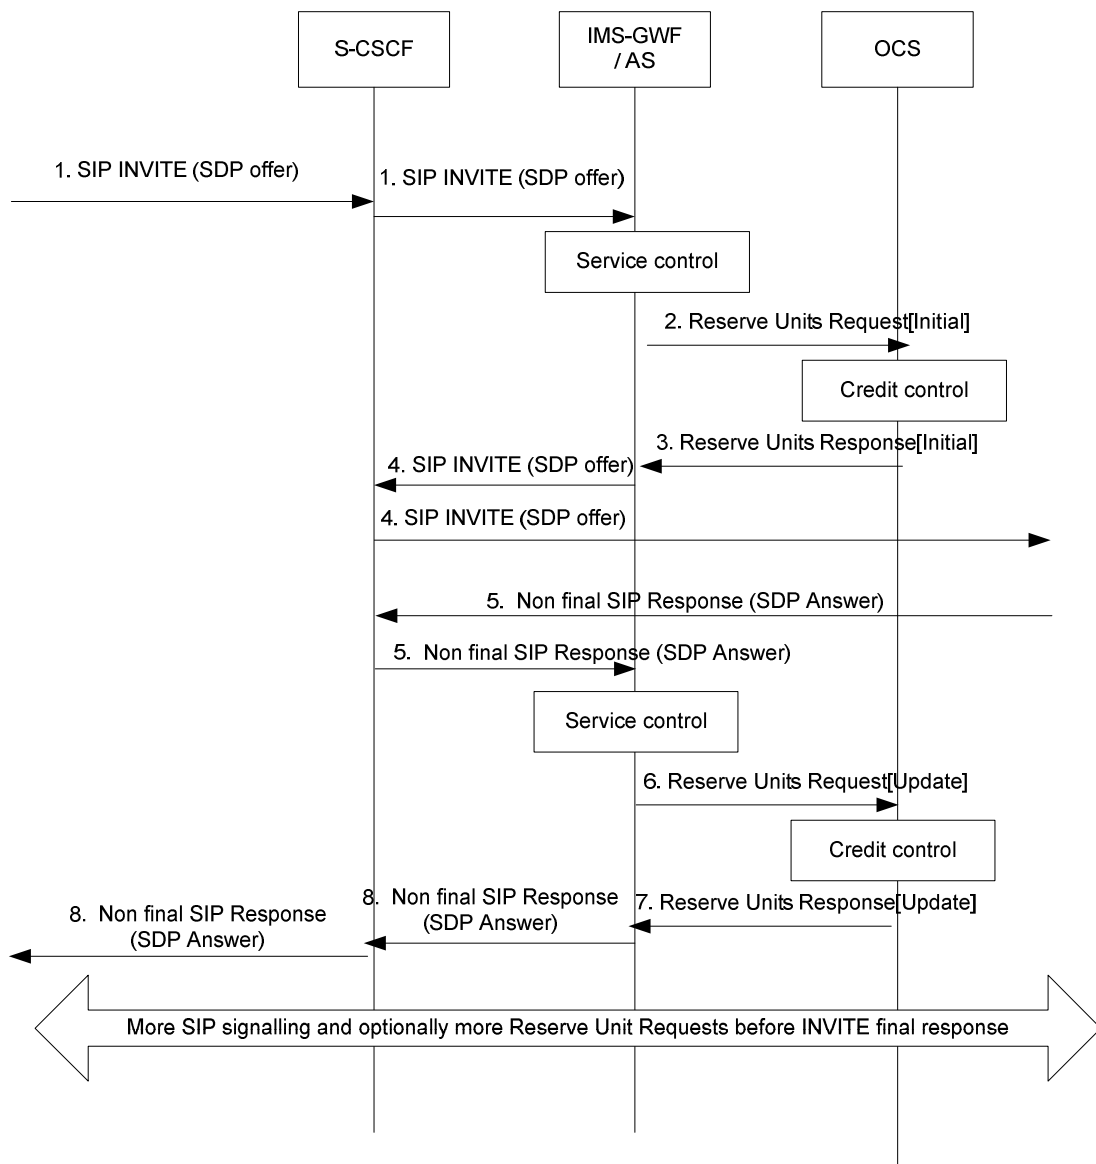 S-CSCF
IMS-GWF
/ AS
OCS
1. SIP INVITE (SDP offer)
1. SIP INVITE (SDP offer)
Service control
2. Reserve Units Request[Initial]
Credit control
3. Reserve Units Response[Initial]
4. SIP INVITE (SDP offer)
4. SIP INVITE (SDP offer)
5. Non final SIP Response (SDP Answer)
5. Non final SIP Response (SDP Answer)
Service control
6. Reserve Units Request[Update]
Credit control
8. Non final SIP Response
(SDP Answer)
7. Reserve Units Response[Update]
8. Non final SIP Response
(SDP Answer)
More SIP signalling and optionally more Reserve Unit Requests before INVITE final response